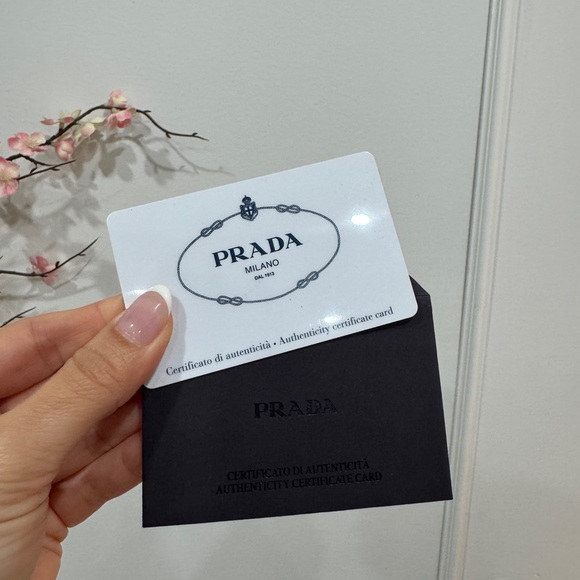 PRADA
MILANO
DAL 1913
Certificato di autenticità • Authenticity certificate card
PRADA
CERTIFICATO DI AUTENTICITÀ
AUTHENTICITY CERTIFICATE CARD